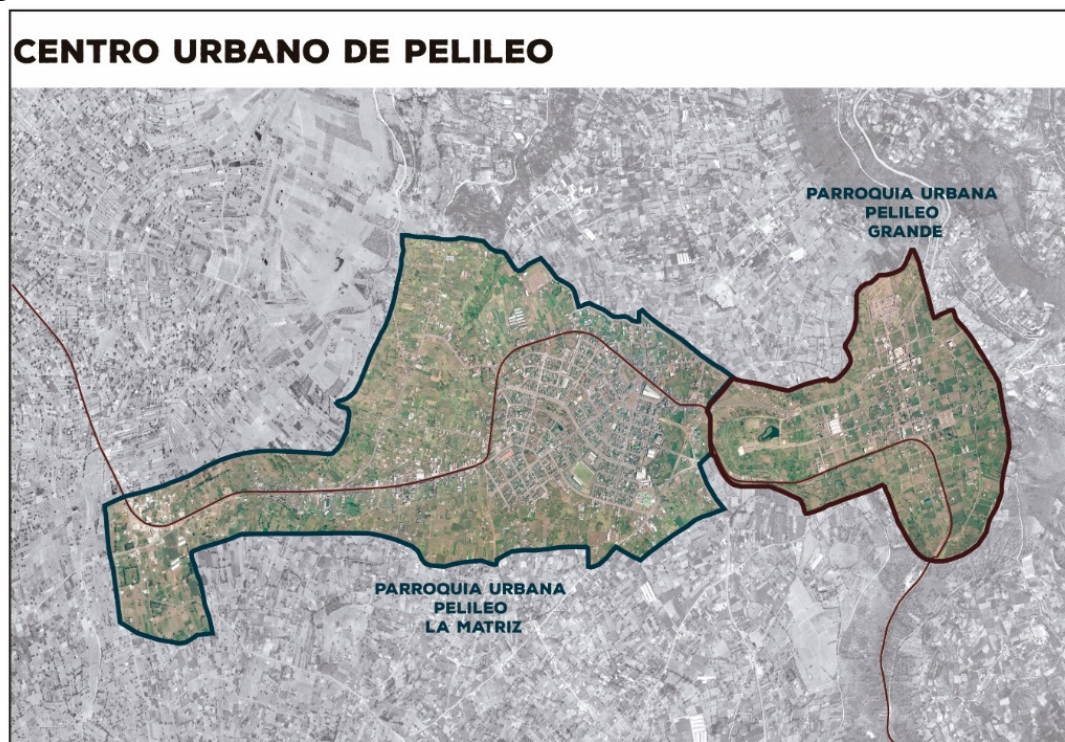 CENTRO URBANO DE PELILEO
PARROQUIA URBANA
PELILEO
GRANDE
PARROQUIA URBANA
PELILEO
LA MATRIZ